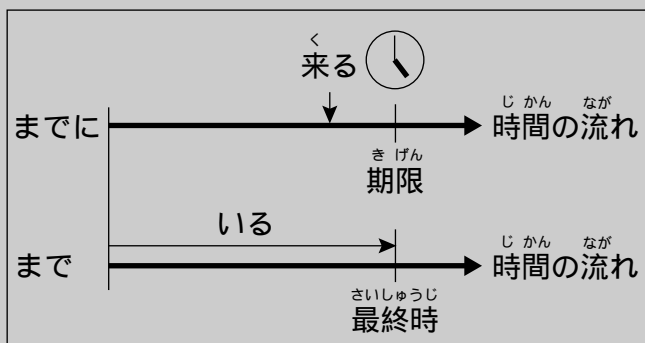 く
来る
までに
じ かん なが
時間の流れ
き げん
期限
いる
まで
じ かん なが
時間の流れ
さいしゅうじ
最終時